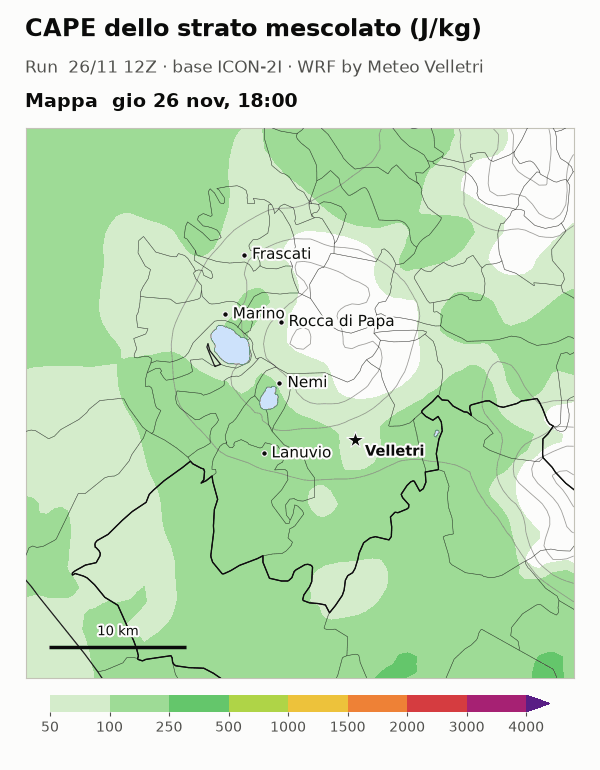 CAPE dello strato mescolato (J/kg)
Run  26/11 12Z · base ICON-2I · WRF by Meteo Velletri
Mappa  gio 26 nov, 18:00
Frascati
Marino
Rocca di Papa
Nemi
Velletri
Lanuvio
10 km
50 100 250 500 1000 1500 2000 3000 4000